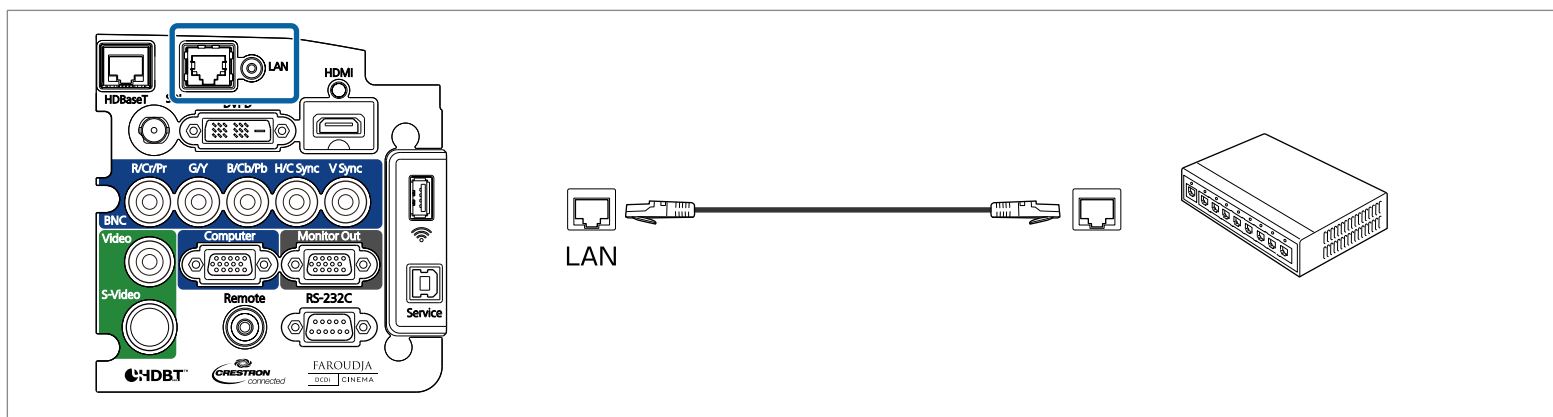 LAN
HDMI
HDBaseT
R/Cr/Pr G/Y B/Cb/Pb H/C Sync V Sync
BNC
Video Computer Monitor Out
S-Video Remote RS-232C
Service
HDBT™
CRESTRON connected
FAROUDJA
DCDi CINEMA
LAN